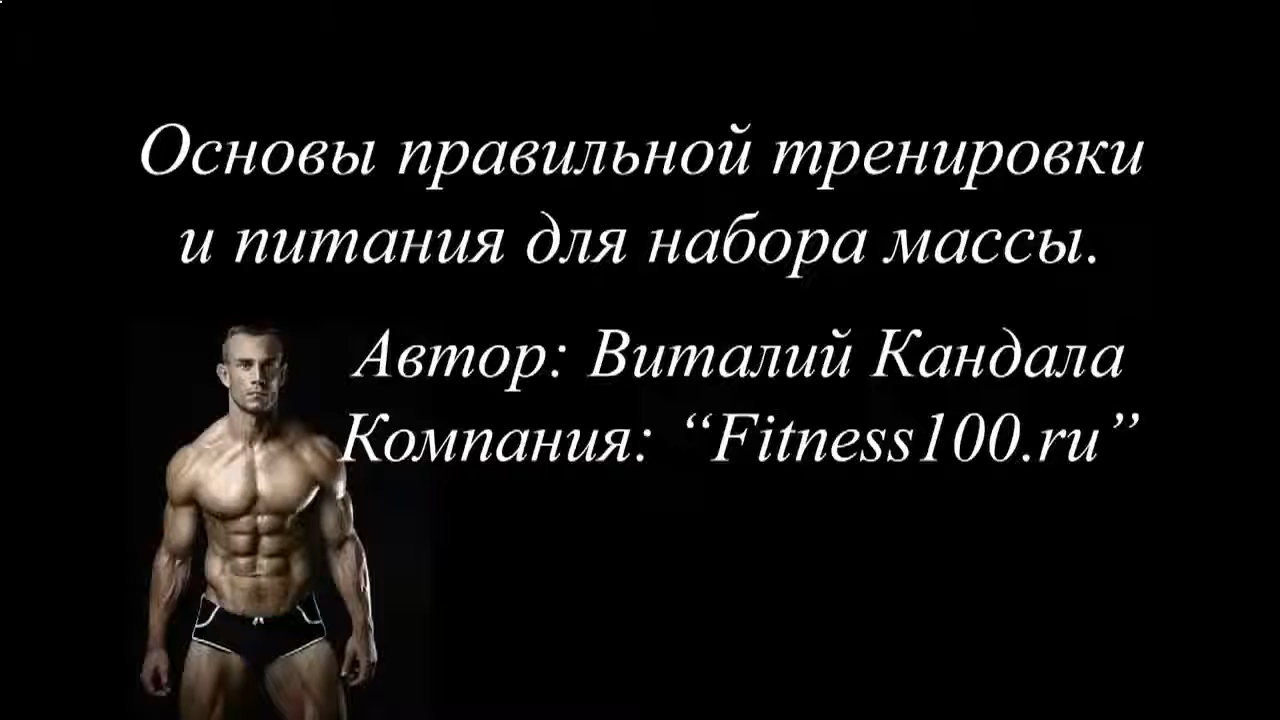 Основы правильной тренировки
и питания для набора массы.
Автор: Виталий Кандала
Компания: “Fitness100.ru”